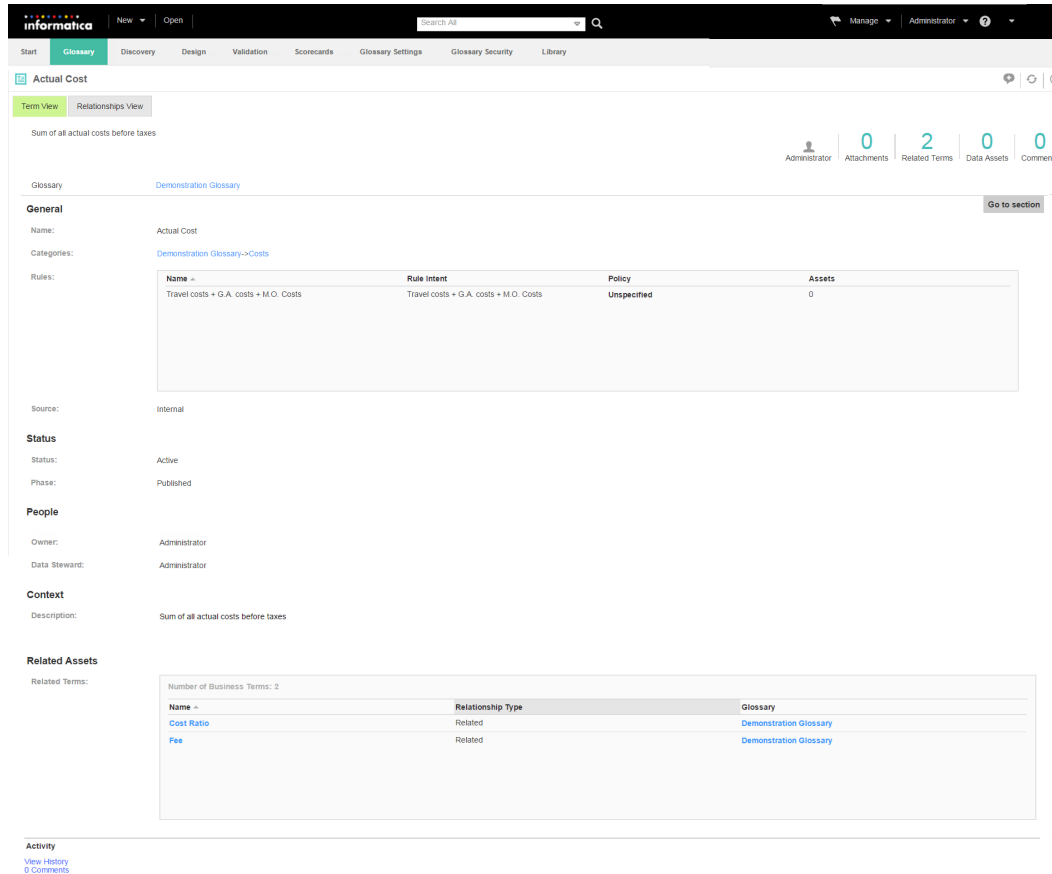 informatica New Open Search All Manage Administrator ?
Start Glossary Discovery Design Validation Scorecards Glossary Settings Glossary Security Library
Actual Cost
Term View Relationships View
Sum of all actual costs before taxes
0 2 0 0
Administrator Attachments Related Terms Data Assets Commen
Glossary Demonstration Glossary
Go to section
General
Name: Actual Cost
Categories: Demonstration Glossary->Costs
Rules:
Name Rule Intent Policy Assets
Travel costs + G.A. costs + M.O. Costs Travel costs + G.A. costs + M.O. Costs Unspecified 0
Source: Internal
Status
Status: Active
Phase: Published
People
Owner: Administrator
Data Steward: Administrator
Context
Description: Sum of all actual costs before taxes
Related Assets
Related Terms:
Number of Business Terms: 2
Name Relationship Type Glossary
Cost Ratio Related Demonstration Glossary
Fee Related Demonstration Glossary
Activity
View History
0 Comments